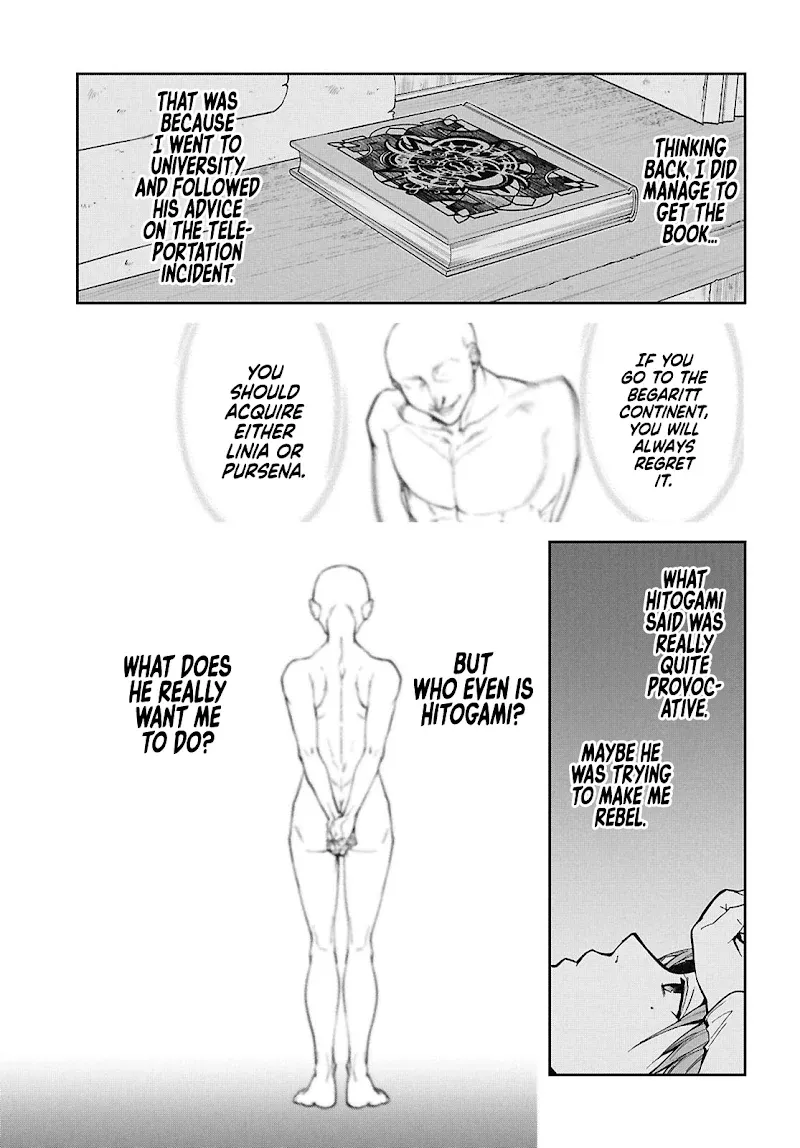 THINKING
BACK, I DID
MANAGE TO
GET THE
BOOK...
THAT WAS
BECAUSE
I WENT TO
UNIVERSITY
AND FOLLOWED
HIS ADVICE
ON THE TELE-
PORTATION
INCIDENT.
IF YOU
GO TO THE
BEGARITT
CONTINENT,
YOU WILL
ALWAYS
REGRET
IT.
YOU
SHOULD
ACQUIRE
EITHER
LINIA OR
PURSENA.
WHAT
HITOGAMI
SAID WAS
REALLY
QUITE
PROVOC-
ATIVE.
MAYBE HE
WAS TRYING
TO MAKE ME
REBEL.
BUT
WHO EVEN IS
HITOGAMI?
WHAT DOES
HE REALLY
WANT ME
TO DO?